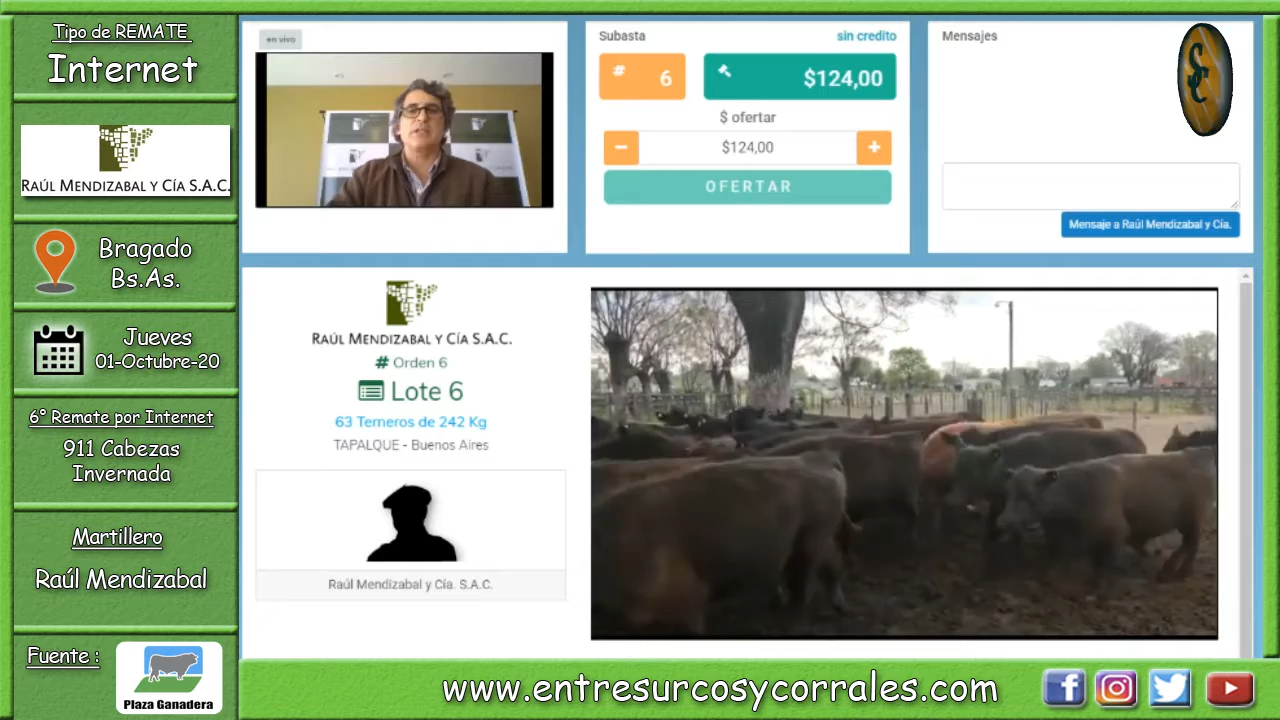 Tipo de REMATE
Internet
RAÚL MENDIZABAL Y CÍA S.A.C.
Bragado
Bs.As.
Jueves
01-Octubre-20
6º Remate por Internet
911 Cabezas
Invernada
Martillero
Raúl Mendizabal
Fuente :
Plaza Ganadera
en vivo
Subasta
sin credito
# 6
$124,00
$ ofertar
− $124,00 +
OFERTAR
Mensajes
Mensaje a Raúl Mendizabal y Cía.
SC
RAÚL MENDIZABAL Y CÍA S.A.C.
# Orden 6
Lote 6
63 Terneros de 242 Kg
TAPALQUE - Buenos Aires
Raúl Mendizabal y Cía. S.A.C.
www.entresurcosycorrales.com